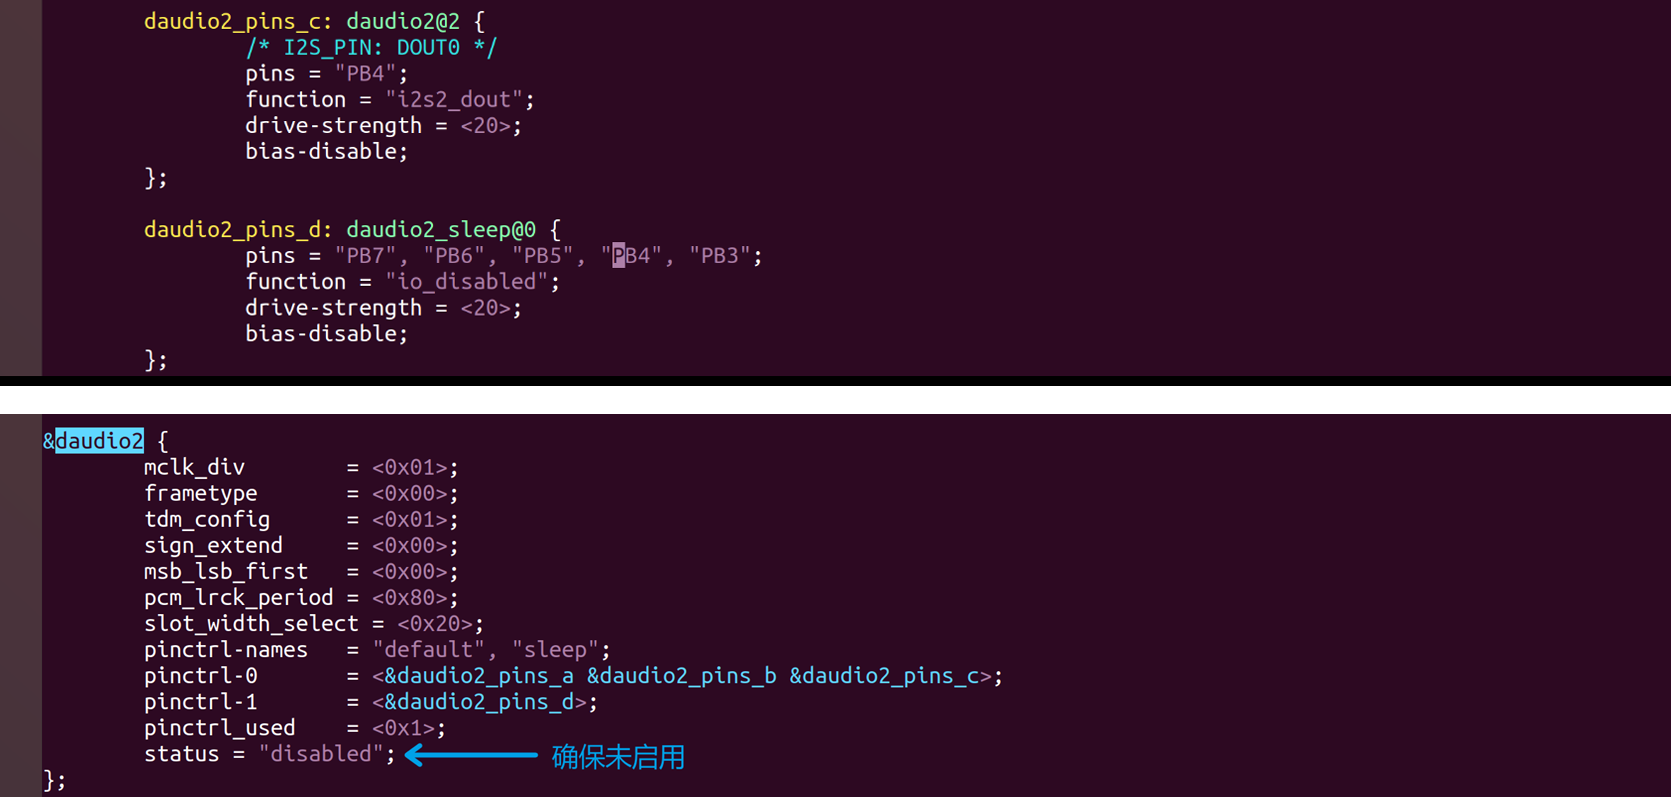 daudio2_pins_c: daudio2@2 {
/* I2S_PIN: DOUT0 */
pins = "PB4";
function = "i2s2_dout";
drive-strength = <20>;
bias-disable;
};
daudio2_pins_d: daudio2_sleep@0 {
pins = "PB7", "PB6", "PB5", "PB4", "PB3";
function = "io_disabled";
drive-strength = <20>;
bias-disable;
};
&daudio2 {
mclk_div = <0x01>;
frametype = <0x00>;
tdm_config = <0x01>;
sign_extend = <0x00>;
msb_lsb_first = <0x00>;
pcm_lrck_period = <0x80>;
slot_width_select = <0x20>;
pinctrl-names = "default", "sleep";
pinctrl-0 = <&daudio2_pins_a &daudio2_pins_b &daudio2_pins_c>;
pinctrl-1 = <&daudio2_pins_d>;
pinctrl_used = <0x1>;
status = "disabled"; 确保未启用
};